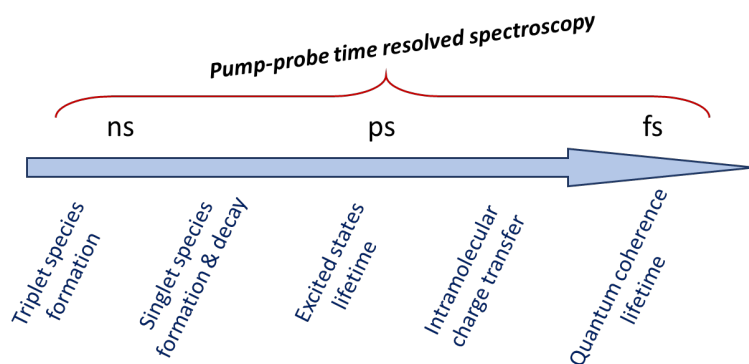 Pump-probe time resolved spectroscopy
ns
ps
fs
Triplet species
formation
Singlet species
formation & decay
Excited states
lifetime
Intramolecular
charge transfer
Quantum coherence
lifetime